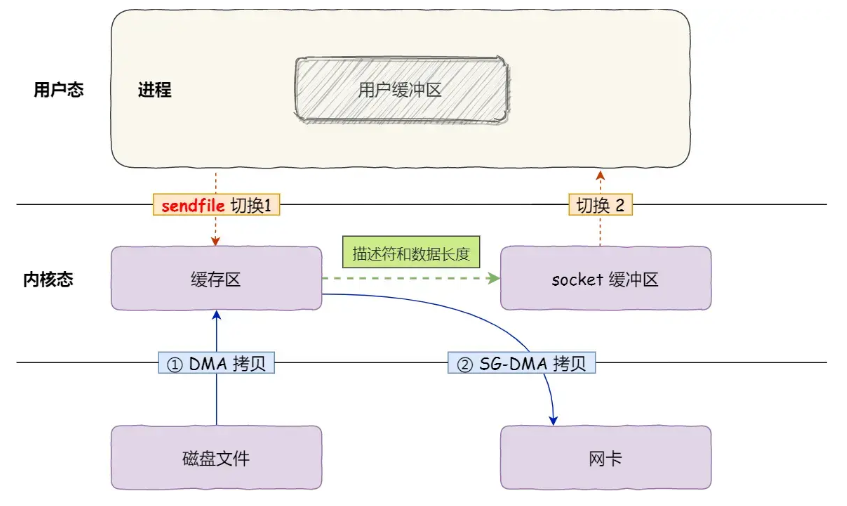 用户态
进程
用户缓冲区
sendfile 切换1
切换 2
内核态
缓存区
描述符和数据长度
socket 缓冲区
① DMA 拷贝
② SG-DMA 拷贝
磁盘文件
网卡